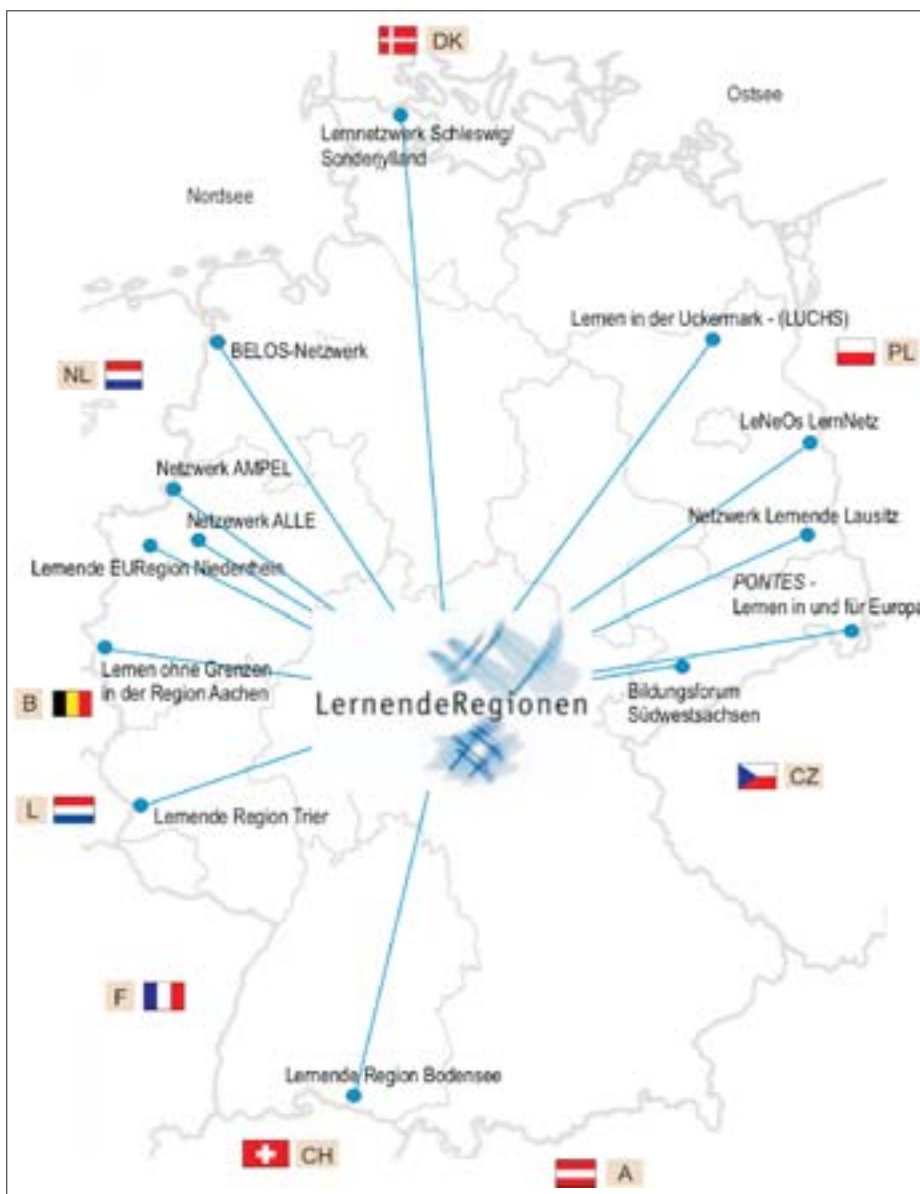 DK
Ostsee
Lernnetzwerk Schleswig/
Sonderjylland
Nordsee
Lernen in der Uckermark - (LUCHS)
BELOS-Netzwerk
PL
NL
LeNeOs LernNetz
Netzwerk AMPEL
Netzewerk ALLE
Netzwerk Lernende Lausitz
Lernende EURegion Niederrhein
PONTES -
Lernen in und für Europa
Lernen ohne Grenzen
in der Region Aachen
B
LernendeRegionen
Bildungsforum
Südwestsachsen
CZ
L
Lernende Region Trier
F
Lernende Region Bodensee
CH
A